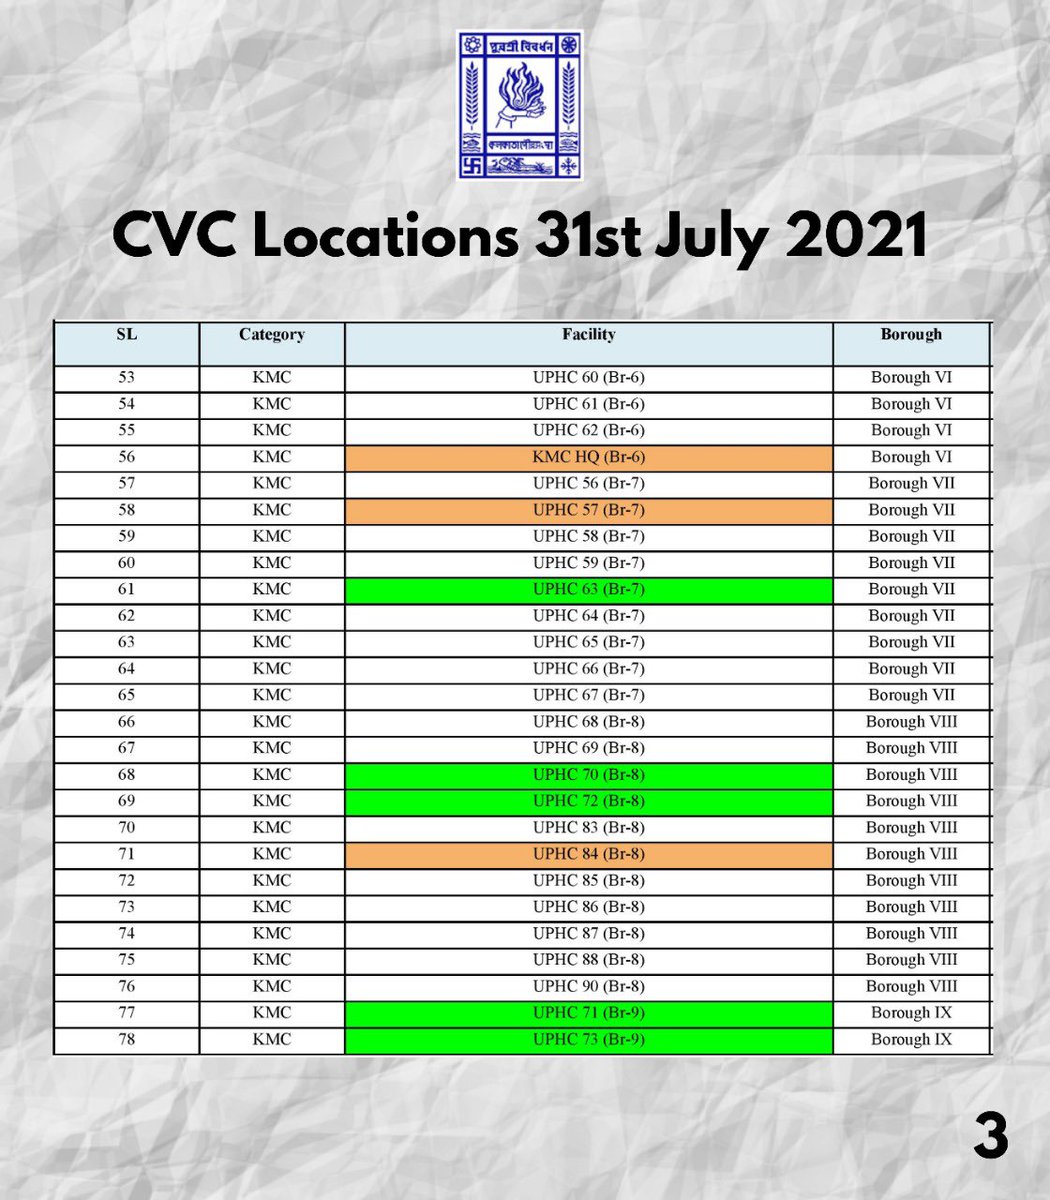 পুরশ্রী বিবর্ধন
CVC Locations 31st July 2021
SL Category Facility Borough
53 KMC UPHC 60 (Br-6) Borough VI
54 KMC UPHC 61 (Br-6) Borough VI
55 KMC UPHC 62 (Br-6) Borough VI
56 KMC KMC HQ (Br-6) Borough VI
57 KMC UPHC 56 (Br-7) Borough VII
58 KMC UPHC 57 (Br-7) Borough VII
59 KMC UPHC 58 (Br-7) Borough VII
60 KMC UPHC 59 (Br-7) Borough VII
61 KMC UPHC 63 (Br-7) Borough VII
62 KMC UPHC 64 (Br-7) Borough VII
63 KMC UPHC 65 (Br-7) Borough VII
64 KMC UPHC 66 (Br-7) Borough VII
65 KMC UPHC 67 (Br-7) Borough VII
66 KMC UPHC 68 (Br-8) Borough VIII
67 KMC UPHC 69 (Br-8) Borough VIII
68 KMC UPHC 70 (Br-8) Borough VIII
69 KMC UPHC 72 (Br-8) Borough VIII
70 KMC UPHC 83 (Br-8) Borough VIII
71 KMC UPHC 84 (Br-8) Borough VIII
72 KMC UPHC 85 (Br-8) Borough VIII
73 KMC UPHC 86 (Br-8) Borough VIII
74 KMC UPHC 87 (Br-8) Borough VIII
75 KMC UPHC 88 (Br-8) Borough VIII
76 KMC UPHC 90 (Br-8) Borough VIII
77 KMC UPHC 71 (Br-9) Borough IX
78 KMC UPHC 73 (Br-9) Borough IX
3